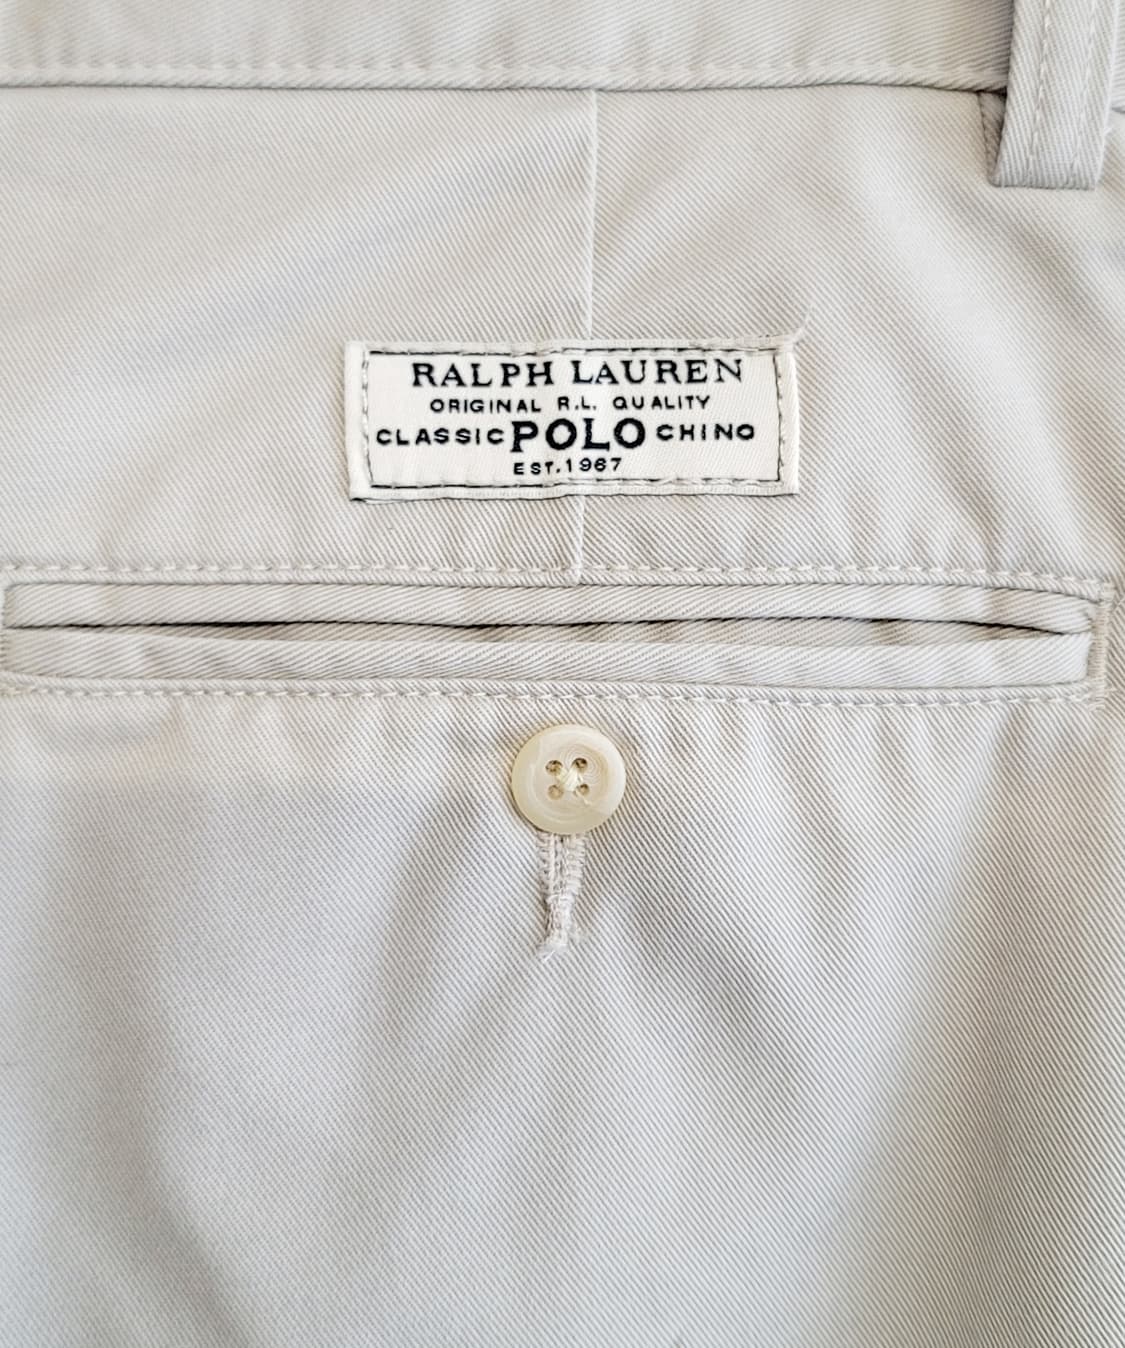 RALPH LAUREN
ORIGINAL R.L. QUALITY
CLASSIC POLO CHINO
EST. 1967